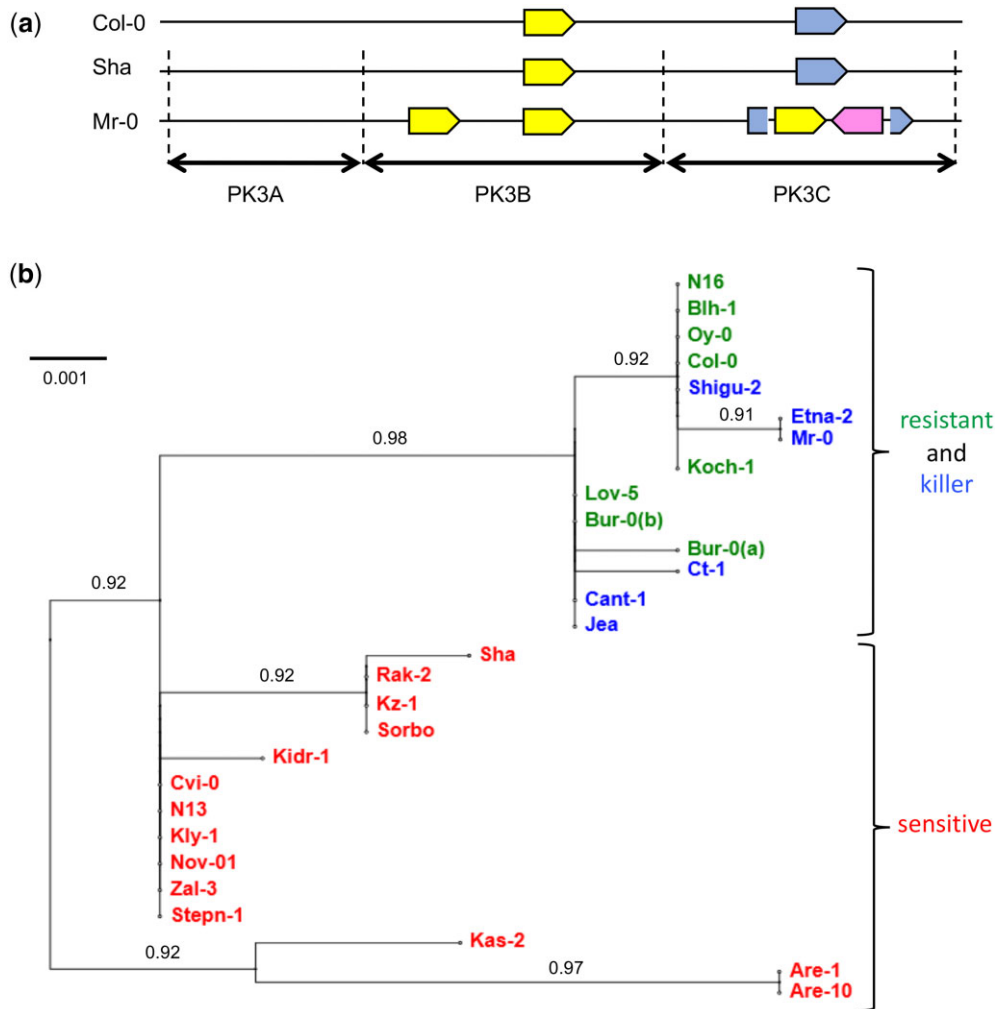 (a)
Col-0
Sha
Mr-0
PK3A PK3B PK3C
(b)
0.001
N16
Blh-1
Oy-0
Col-0
0.92
Shigu-2
Etna-2
0.91
Mr-0
resistant
and
killer
0.98
Koch-1
Lov-5
Bur-0(b)
Bur-0(a)
Ct-1
0.92
Cant-1
Jea
Sha
0.92
Rak-2
Kz-1
Sorbo
Kidr-1
Cvi-0
N13
sensitive
Kly-1
Nov-01
Zal-3
Stepn-1
Kas-2
0.92
0.97
Are-1
Are-10